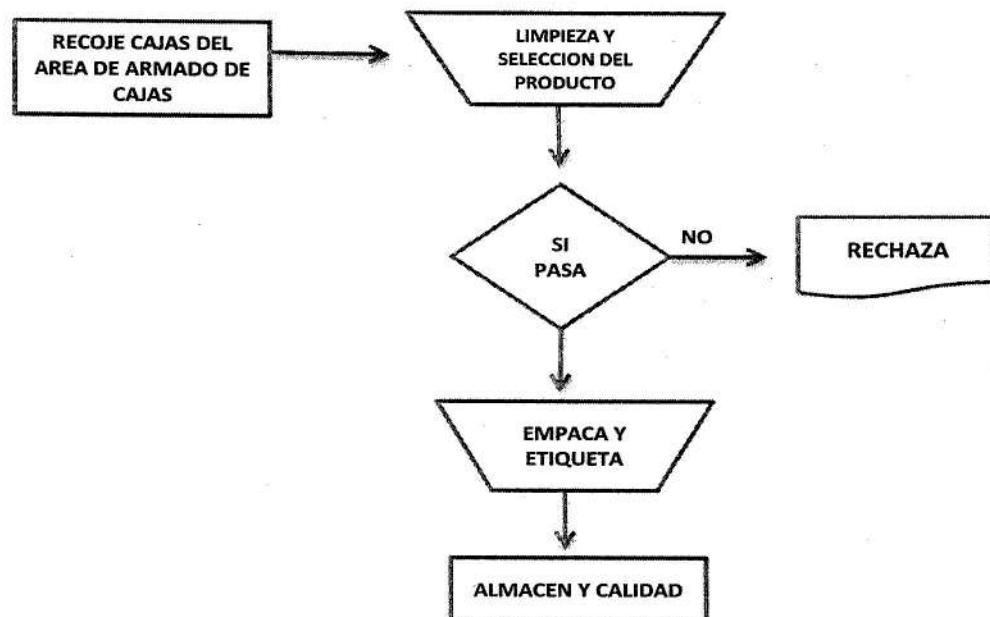 RECOJE CAJAS DEL
AREA DE ARMADO DE
CAJAS
LIMPIEZA Y
SELECCION DEL
PRODUCTO
SI
PASA
NO
RECHAZA
EMPACA Y
ETIQUETA
ALMACEN Y CALIDAD